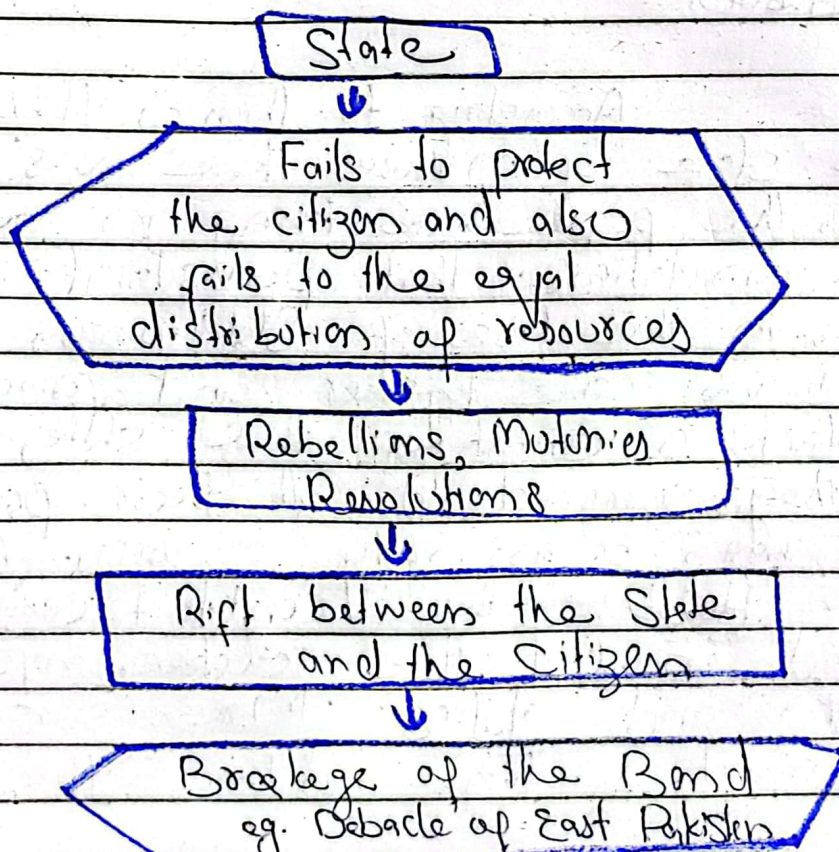 State
Fails to protect
the citizen and also
fails to the eqal
distribution of resources
Rebellions, Mutinies
Revolutions
Rift between the State
and the Citizen
Breakage of the Bond
eg. Debacle of East Pakistan